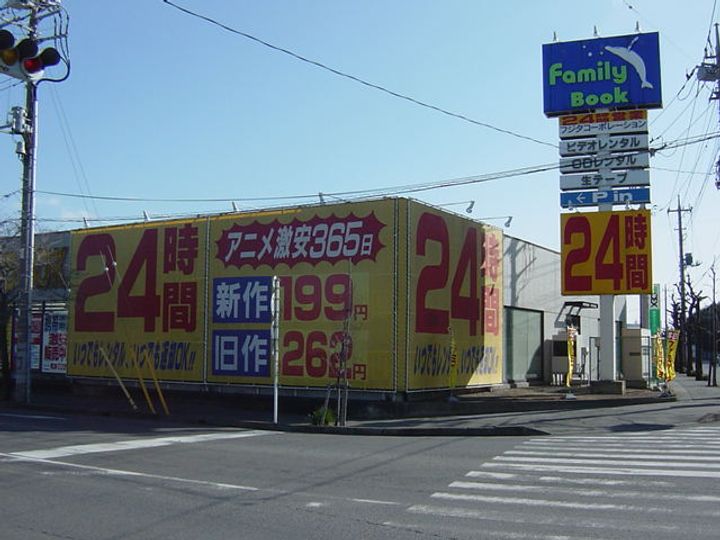 Family
Book
24時間営業
フジタコーポレーション
ビデオレンタル
CDレンタル
生テープ
P in
24時間
24時間
いつでもレンタル、いつでも返却OK!!
アニメ激安365日
新作 199円
旧作 262円
24時間